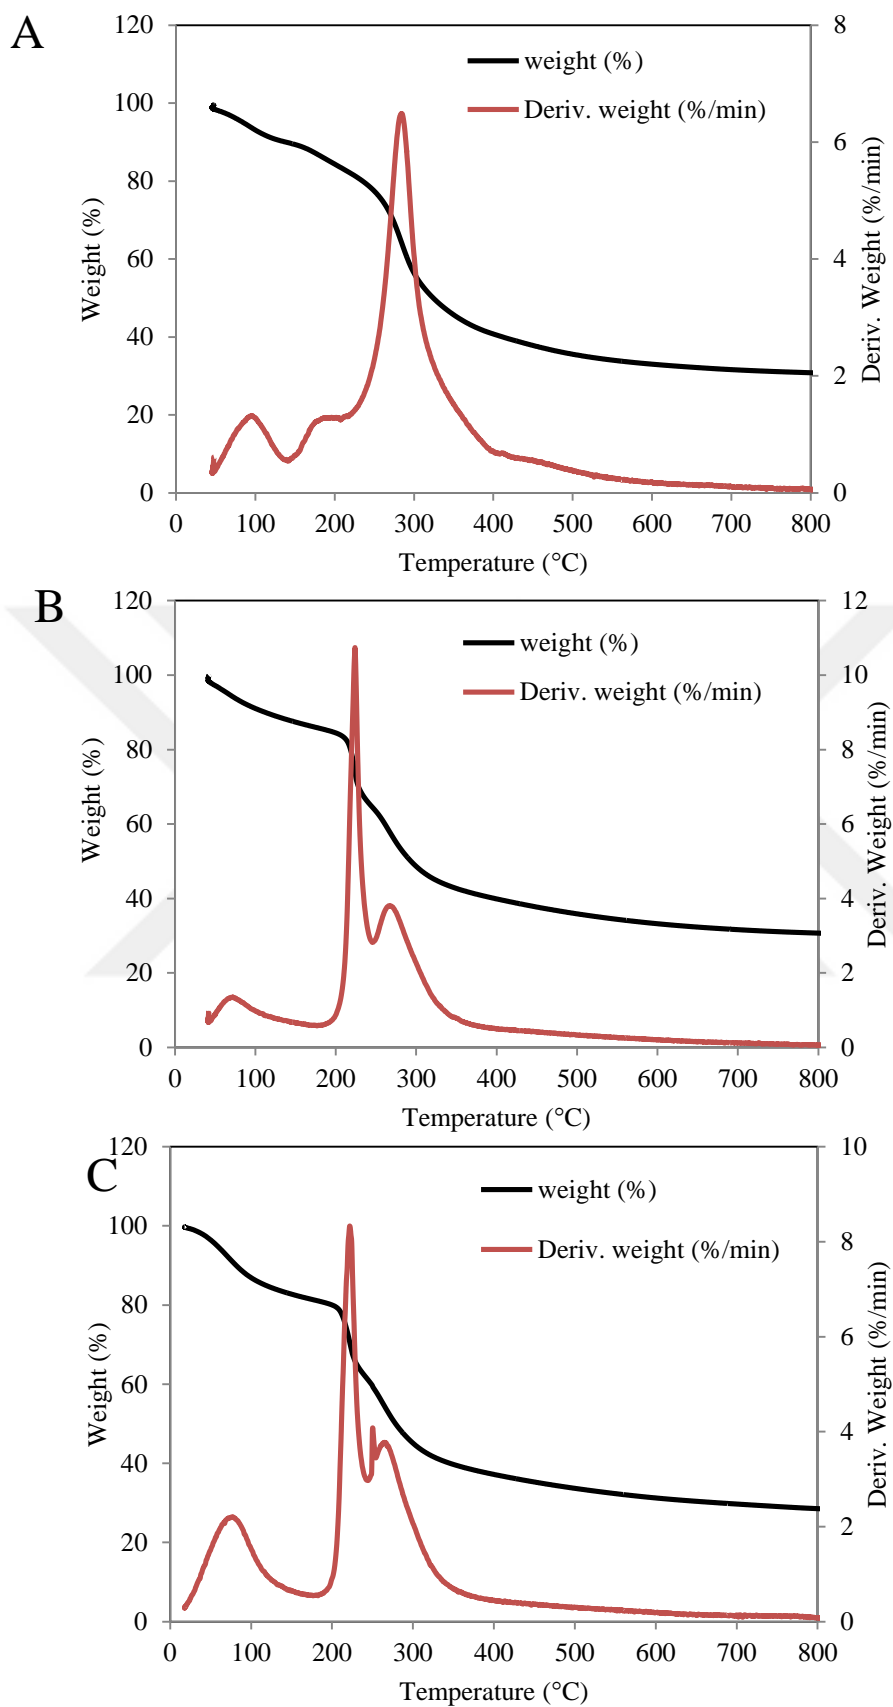 A
120
100
80
60
40
20
0
Weight (%)
8
6
4
2
0
Deriv. Weight (%/min)
weight (%)
Deriv. weight (%/min)
0 100 200 300 400 500 600 700 800
Temperature (°C)
B
120
100
80
60
40
20
0
Weight (%)
12
10
8
6
4
2
0
Deriv. Weight (%/min)
weight (%)
Deriv. weight (%/min)
0 100 200 300 400 500 600 700 800
Temperature (°C)
C
120
100
80
60
40
20
0
Weight (%)
10
8
6
4
2
0
Deriv. Weight (%/min)
weight (%)
Deriv. weight (%/min)
0 100 200 300 400 500 600 700 800
Temperature (°C)